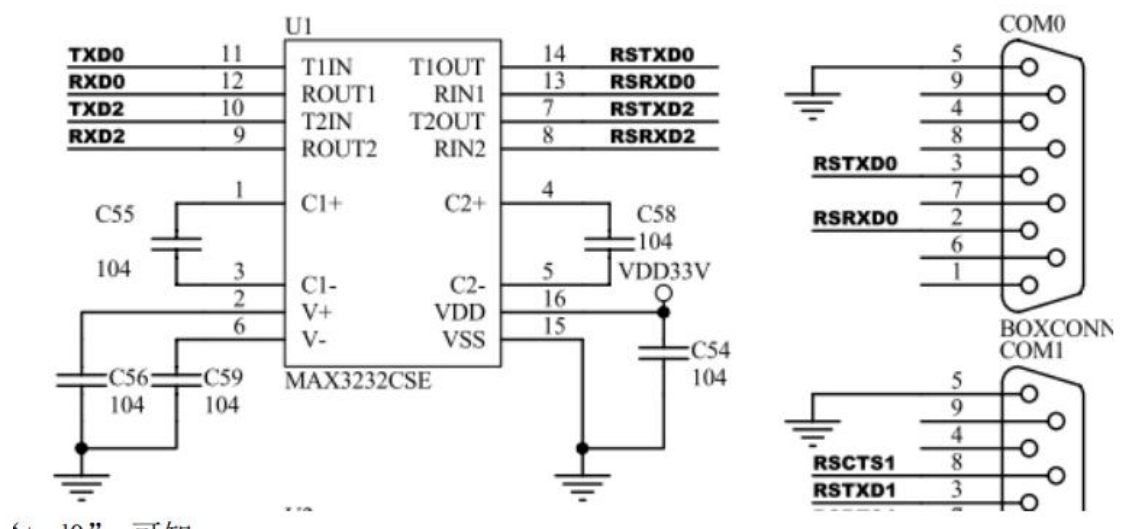 U1
TXD0 11 T1IN T1OUT 14 RSTXD0
RXD0 12 ROUT1 RIN1 13 RSRXD0
TXD2 10 T2IN T2OUT 7 RSTXD2
RXD2 9 ROUT2 RIN2 8 RSRXD2
1 C1+ C2+ 4
C55
104
C58
104
3 C1- C2- 5
VDD33V
2 V+ VDD 16
6 V- VSS 15
C56
104
C59
104
C54
104
MAX3232CSE
COM0
5
9
4
8
RSTXD0 3
7
RSRXD0 2
6
1
BOXCONN
COM1
5
9
4
RSCTS1 8
RSTXD1 3